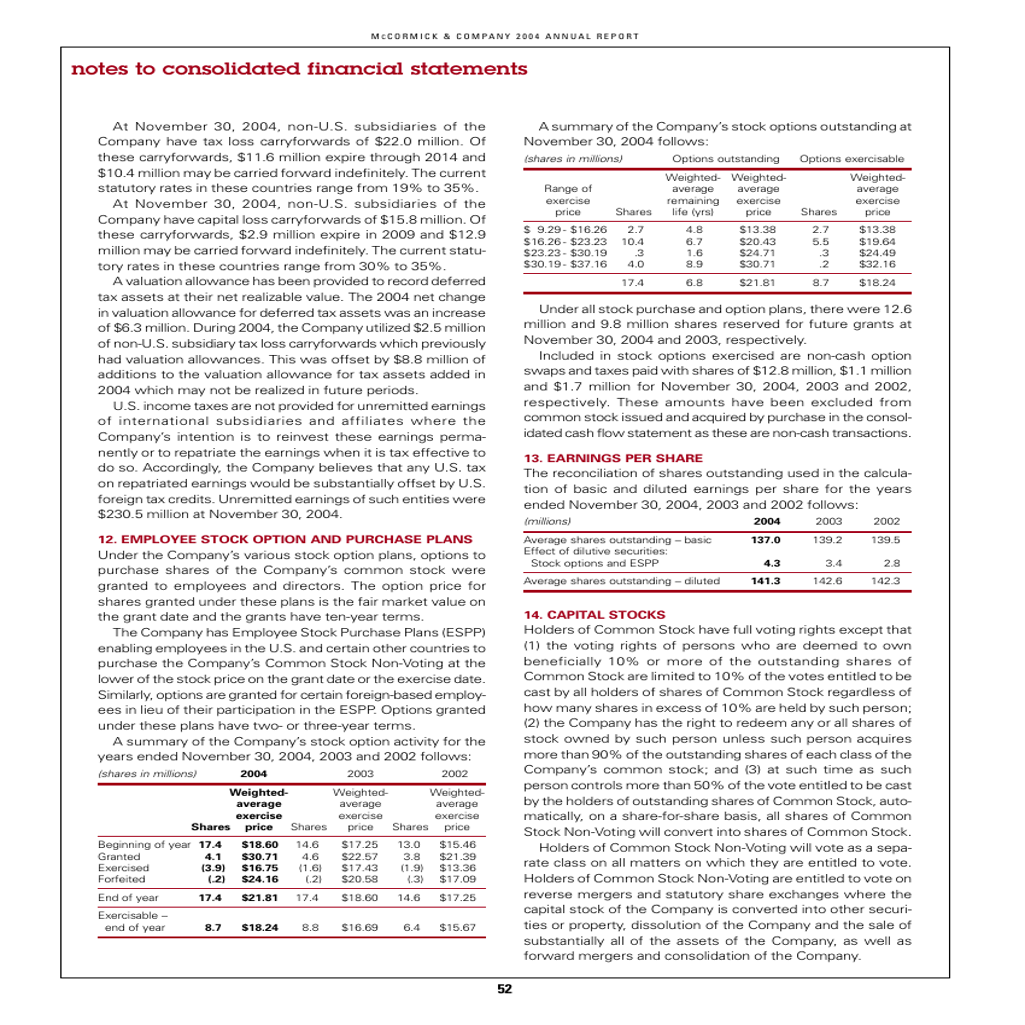 McCORMICK & COMPANY 2004 ANNUAL REPORT
notes to consolidated financial statements
At November 30, 2004, non-U.S. subsidiaries of the
Company have tax loss carryforwards of $22.0 million. Of
these carryforwards, $11.6 million expire through 2014 and
$10.4 million may be carried forward indefinitely. The current
statutory rates in these countries range from 19% to 35%.
At November 30, 2004, non-U.S. subsidiaries of the
Company have capital loss carryforwards of $15.8 million. Of
these carryforwards, $2.9 million expire in 2009 and $12.9
million may be carried forward indefinitely. The current statu-
tory rates in these countries range from 30% to 35%.
A valuation allowance has been provided to record deferred
tax assets at their net realizable value. The 2004 net change
in valuation allowance for deferred tax assets was an increase
of $6.3 million. During 2004, the Company utilized $2.5 million
of non-U.S. subsidiary tax loss carryforwards which previously
had valuation allowances. This was offset by $8.8 million of
additions to the valuation allowance for tax assets added in
2004 which may not be realized in future periods.
U.S. income taxes are not provided for unremitted earnings
of international subsidiaries and affiliates where the
Company's intention is to reinvest these earnings perma-
nently or to repatriate the earnings when it is tax effective to
do so. Accordingly, the Company believes that any U.S. tax
on repatriated earnings would be substantially offset by U.S.
foreign tax credits. Unremitted earnings of such entities were
$230.5 million at November 30, 2004.
12. EMPLOYEE STOCK OPTION AND PURCHASE PLANS
Under the Company's various stock option plans, options to
purchase shares of the Company's common stock were
granted to employees and directors. The option price for
shares granted under these plans is the fair market value on
the grant date and the grants have ten-year terms.
The Company has Employee Stock Purchase Plans (ESPP)
enabling employees in the U.S. and certain other countries to
purchase the Company's Common Stock Non-Voting at the
lower of the stock price on the grant date or the exercise date.
Similarly, options are granted for certain foreign-based employ-
ees in lieu of their participation in the ESPP. Options granted
under these plans have two- or three-year terms.
A summary of the Company's stock option activity for the
years ended November 30, 2004, 2003 and 2002 follows:
(shares in millions) 2004 2003 2002
Weighted- Weighted- Weighted-
average average average
exercise exercise exercise
Shares price Shares price Shares price
Beginning of year 17.4 $18.60 14.6 $17.25 13.0 $15.46
Granted 4.1 $30.71 4.6 $22.57 3.8 $21.39
Exercised (3.9) $16.75 (1.6) $17.43 (1.9) $13.36
Forfeited (.2) $24.16 (.2) $20.58 (.3) $17.09
End of year 17.4 $21.81 17.4 $18.60 14.6 $17.25
Exercisable –
end of year 8.7 $18.24 8.8 $16.69 6.4 $15.67
A summary of the Company's stock options outstanding at
November 30, 2004 follows:
(shares in millions) Options outstanding Options exercisable
Weighted- Weighted- Weighted-
Range of average average average
exercise remaining exercise exercise
price Shares life (yrs) price Shares price
$ 9.29 - $16.26 2.7 4.8 $13.38 2.7 $13.38
$16.26 - $23.23 10.4 6.7 $20.43 5.5 $19.64
$23.23 - $30.19 .3 1.6 $24.71 .3 $24.49
$30.19 - $37.16 4.0 8.9 $30.71 .2 $32.16
17.4 6.8 $21.81 8.7 $18.24
Under all stock purchase and option plans, there were 12.6
million and 9.8 million shares reserved for future grants at
November 30, 2004 and 2003, respectively.
Included in stock options exercised are non-cash option
swaps and taxes paid with shares of $12.8 million, $1.1 million
and $1.7 million for November 30, 2004, 2003 and 2002,
respectively. These amounts have been excluded from
common stock issued and acquired by purchase in the consol-
idated cash flow statement as these are non-cash transactions.
13. EARNINGS PER SHARE
The reconciliation of shares outstanding used in the calcula-
tion of basic and diluted earnings per share for the years
ended November 30, 2004, 2003 and 2002 follows:
(millions) 2004 2003 2002
Average shares outstanding – basic 137.0 139.2 139.5
Effect of dilutive securities:
Stock options and ESPP 4.3 3.4 2.8
Average shares outstanding – diluted 141.3 142.6 142.3
14. CAPITAL STOCKS
Holders of Common Stock have full voting rights except that
(1) the voting rights of persons who are deemed to own
beneficially 10% or more of the outstanding shares of
Common Stock are limited to 10% of the votes entitled to be
cast by all holders of shares of Common Stock regardless of
how many shares in excess of 10% are held by such person;
(2) the Company has the right to redeem any or all shares of
stock owned by such person unless such person acquires
more than 90% of the outstanding shares of each class of the
Company's common stock; and (3) at such time as such
person controls more than 50% of the vote entitled to be cast
by the holders of outstanding shares of Common Stock, auto-
matically, on a share-for-share basis, all shares of Common
Stock Non-Voting will convert into shares of Common Stock.
Holders of Common Stock Non-Voting will vote as a sepa-
rate class on all matters on which they are entitled to vote.
Holders of Common Stock Non-Voting are entitled to vote on
reverse mergers and statutory share exchanges where the
capital stock of the Company is converted into other securi-
ties or property, dissolution of the Company and the sale of
substantially all of the assets of the Company, as well as
forward mergers and consolidation of the Company.
52